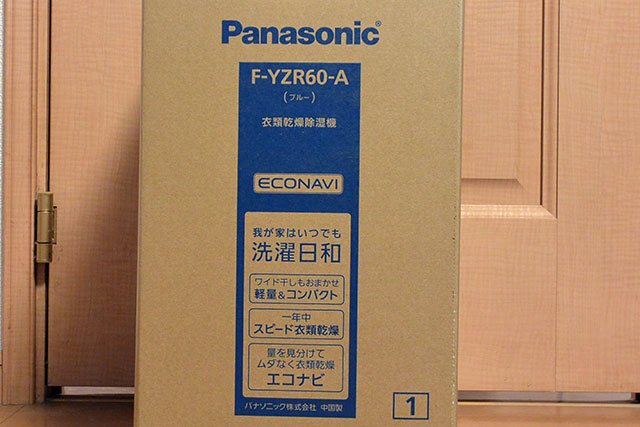 Panasonic®
F-YZR60-A
(ブルー)
衣類乾燥除湿機
ECONAVI
我が家はいつでも
洗濯日和
ワイド干しもおまかせ
軽量&コンパクト
一年中
スピード衣類乾燥
量を見分けて
ムダなく衣類乾燥
エコナビ
パナソニック株式会社 中国製
1